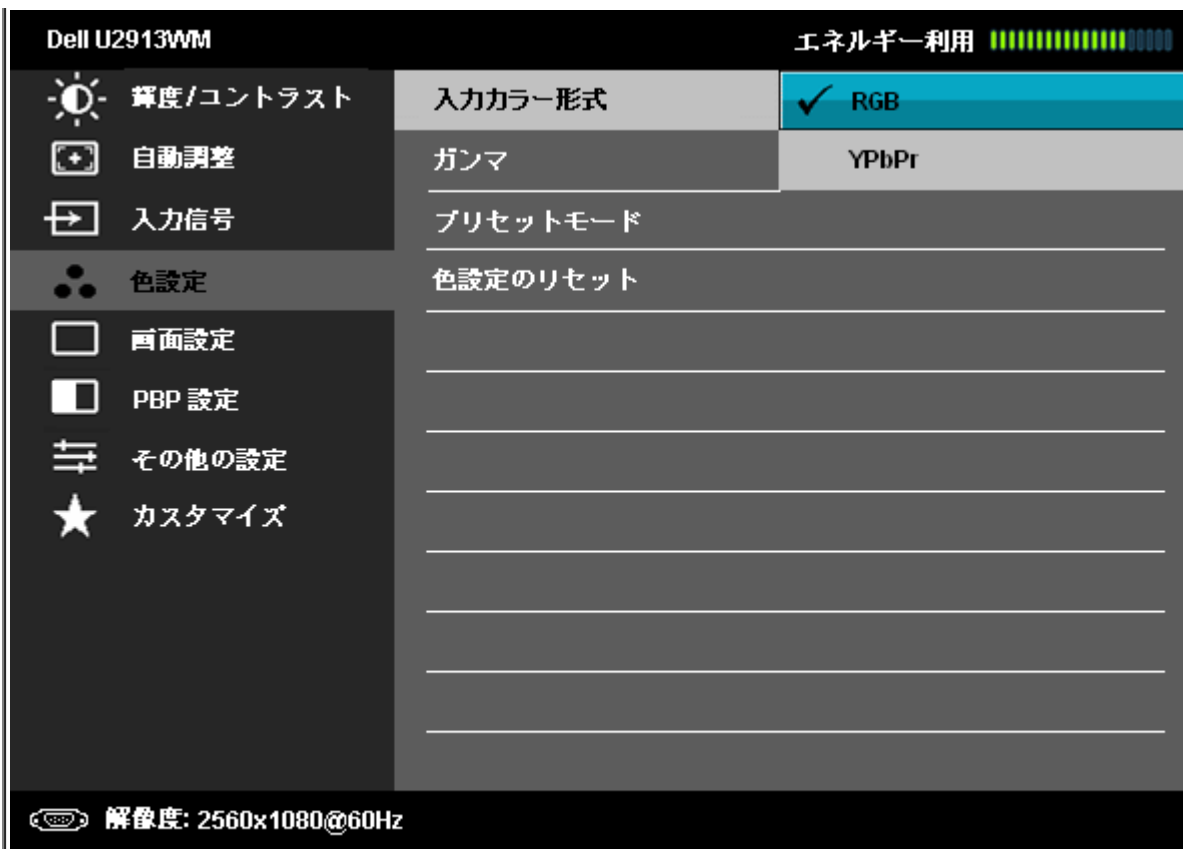 Dell U2913WM
エネルギー利用
輝度/コントラスト
入力カラー形式
RGB
自動調整
ガンマ
YPbPr
入力信号
プリセットモード
色設定
色設定のリセット
画面設定
PBP 設定
その他の設定
カスタマイズ
解像度: 2560x1080@60Hz